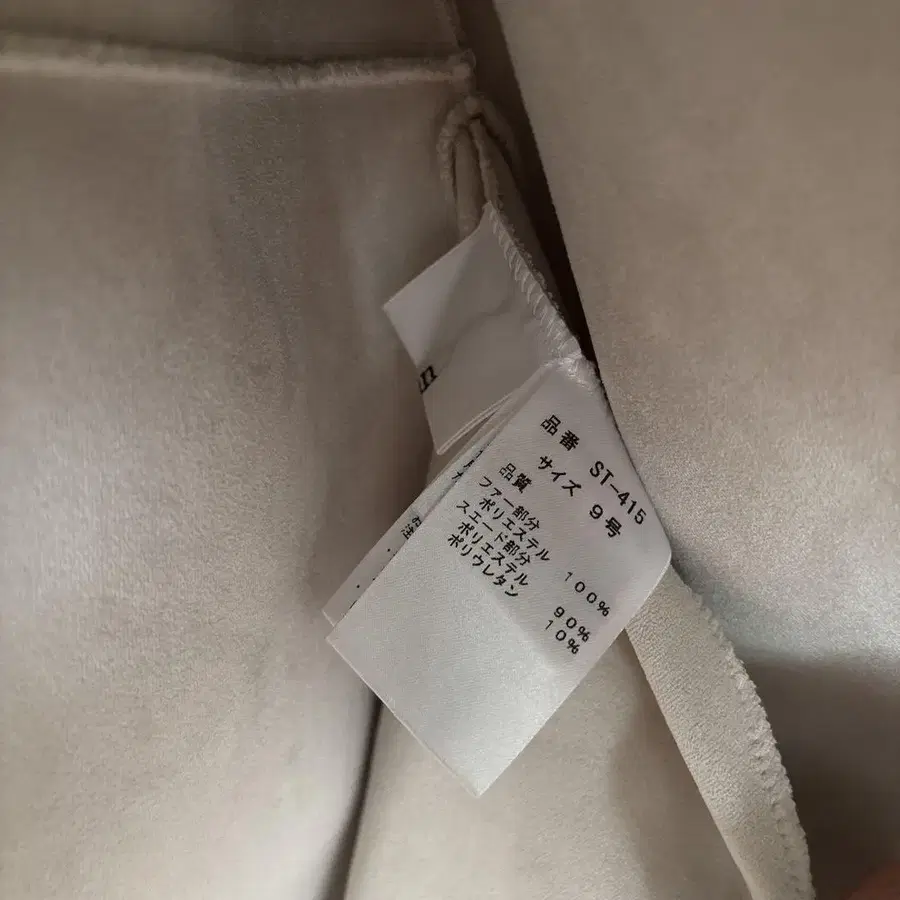 品番 ST-415
サイズ 9号
品質
ファー部分
ポリエステル 100%
スエード部分
ポリエステル 90%
ポリウレタン 10%